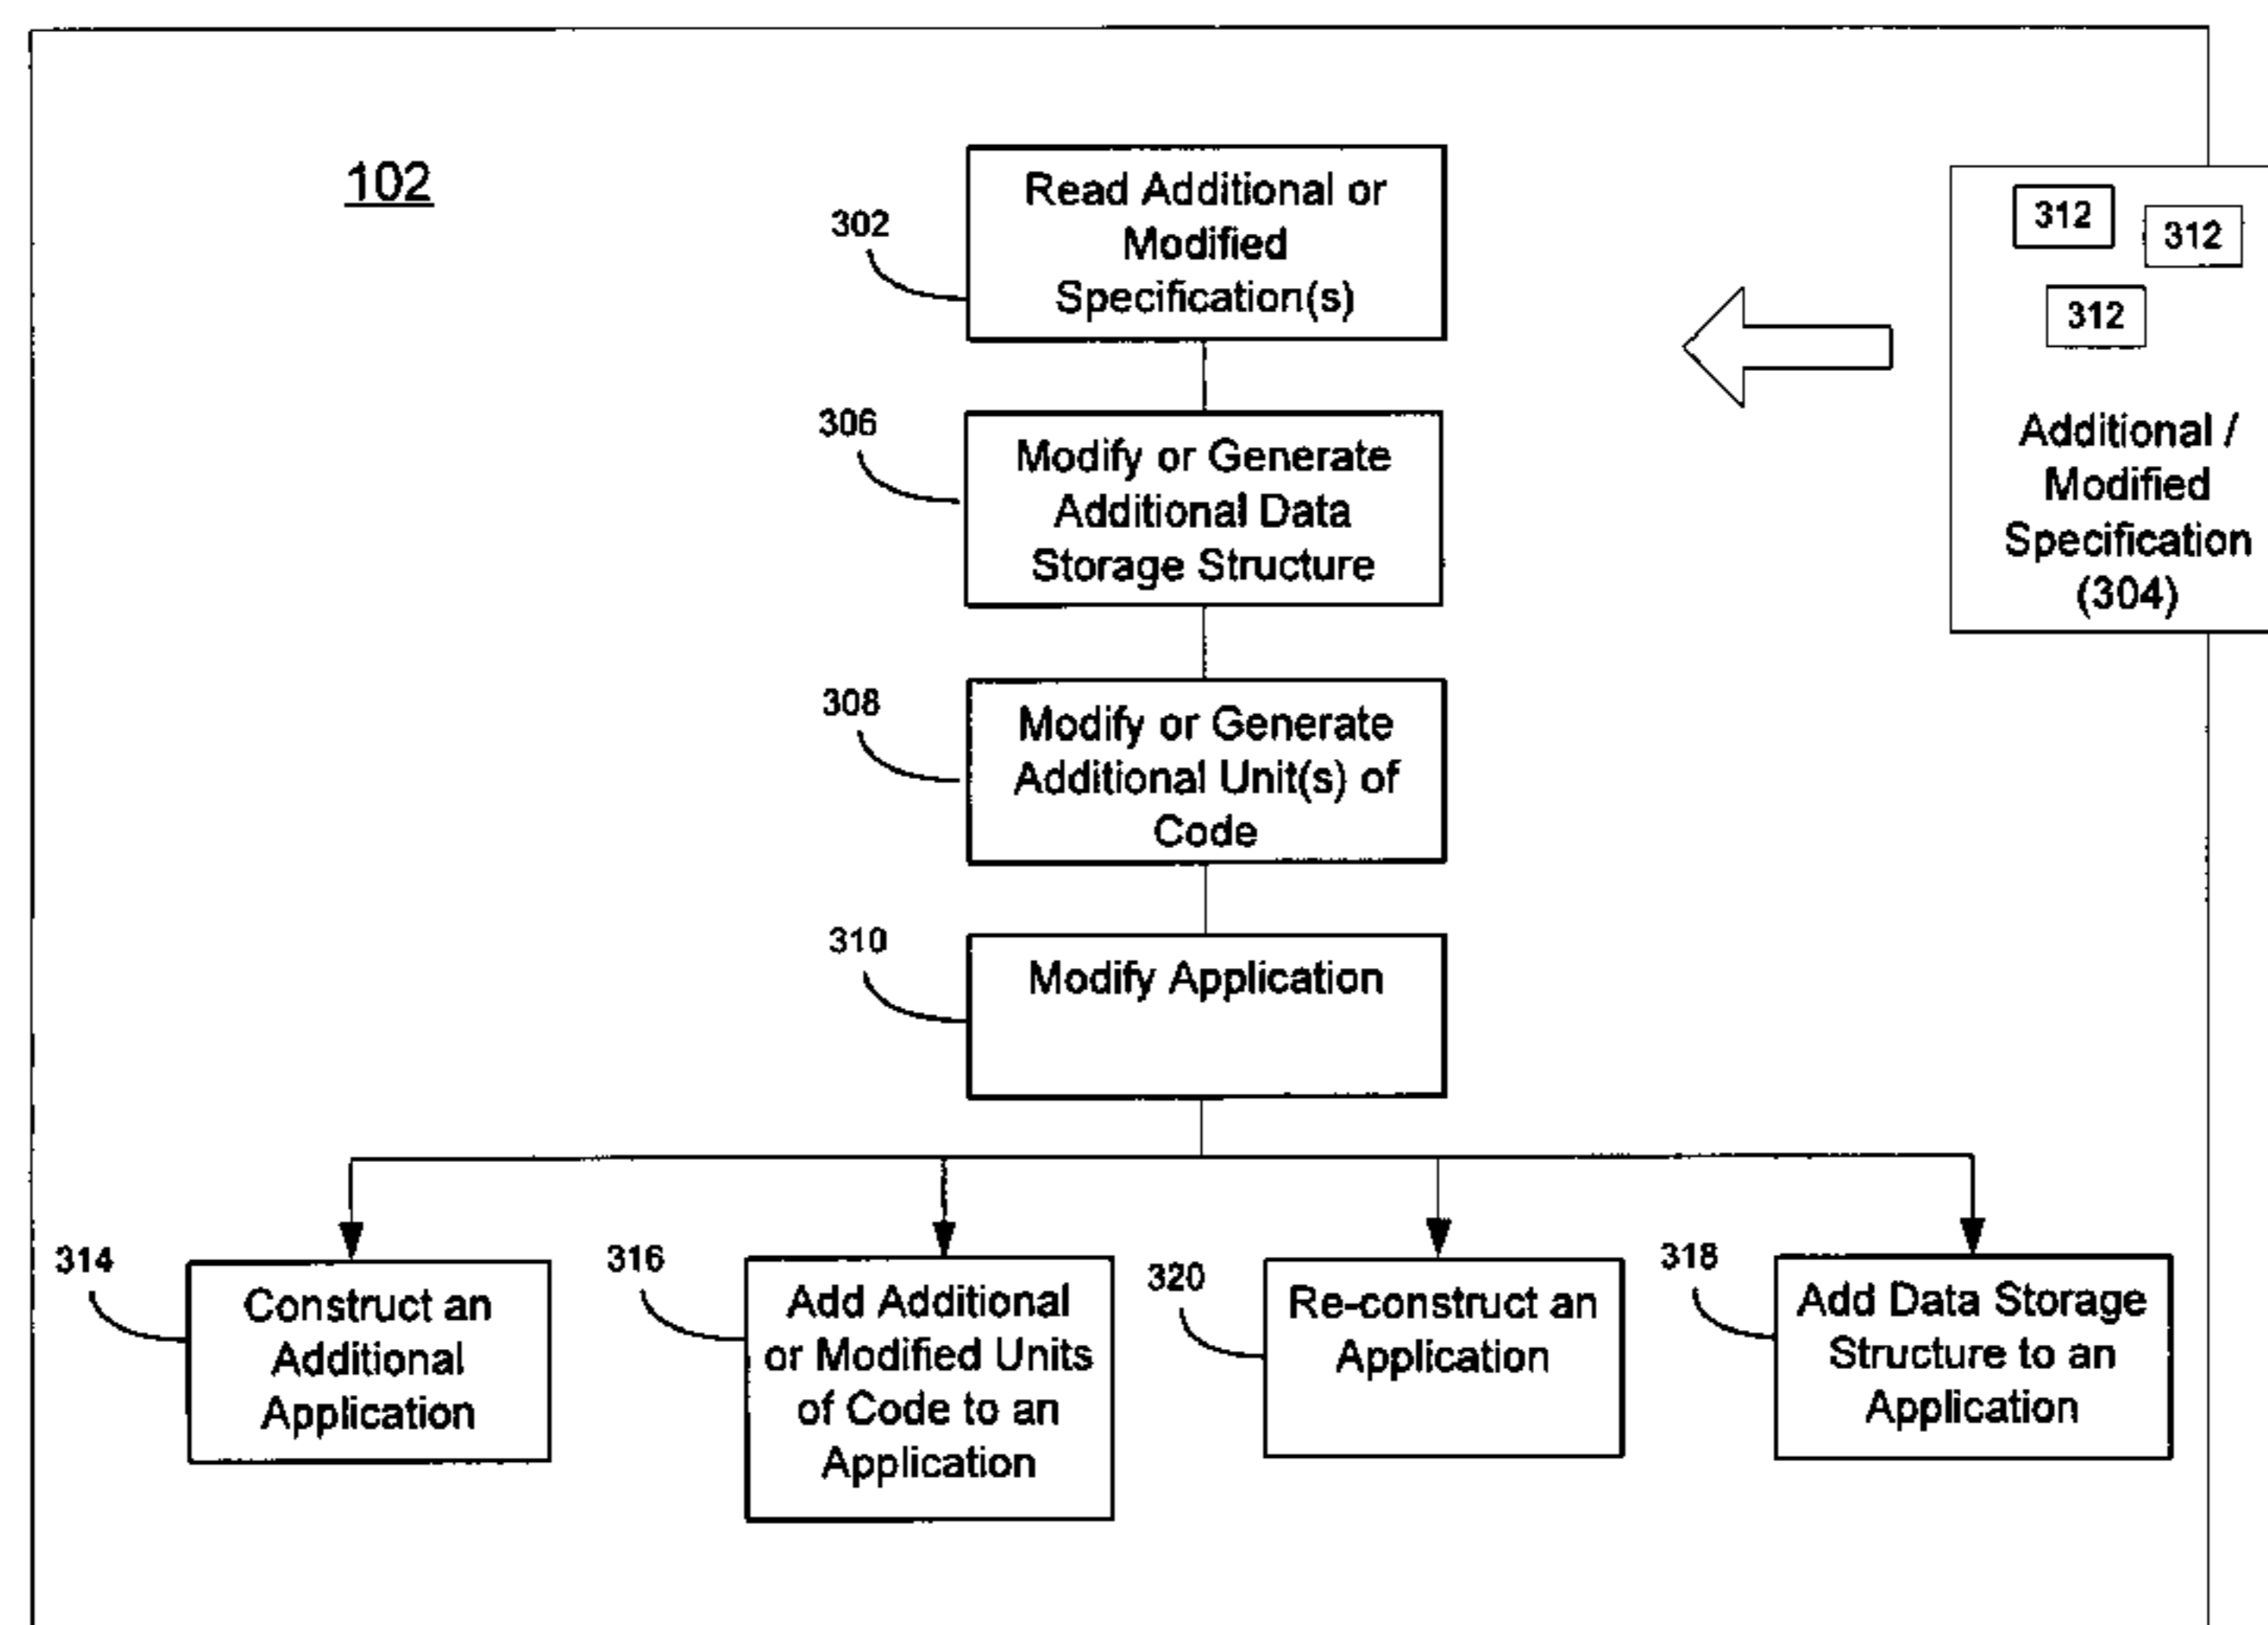 102
302
Read Additional or
Modified
Specification(s)
312
312
312
Additional /
Modified
Specification
(304)
306
Modify or Generate
Additional Data
Storage Structure
308
Modify or Generate
Additional Unit(s) of
Code
310
Modify Application
314
Construct an
Additional
Application
316
Add Additional
or Modified Units
of Code to an
Application
320
Re-construct an
Application
318
Add Data Storage
Structure to an
Application